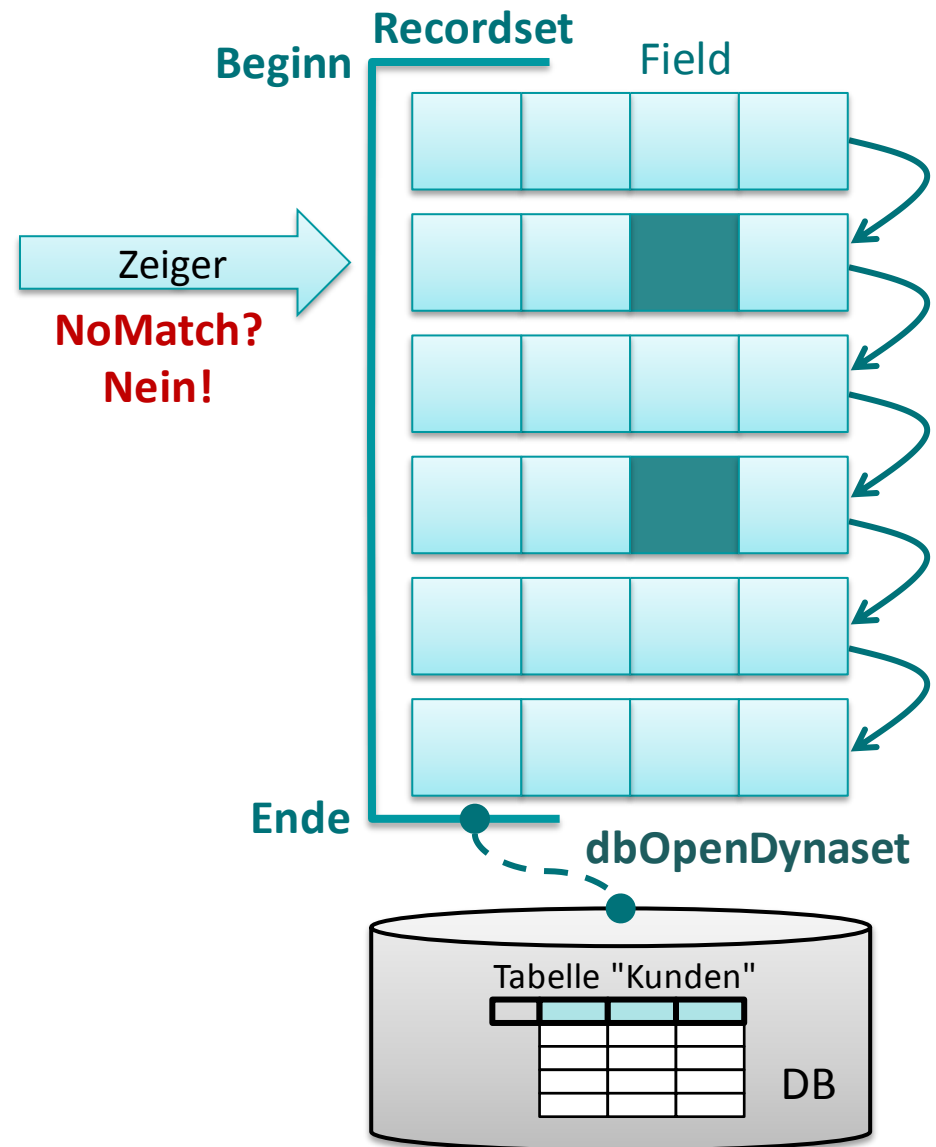 Recordset
Beginn
Field
Zeiger
NoMatch?
Nein!
Ende
dbOpenDynaset
Tabelle "Kunden"
DB